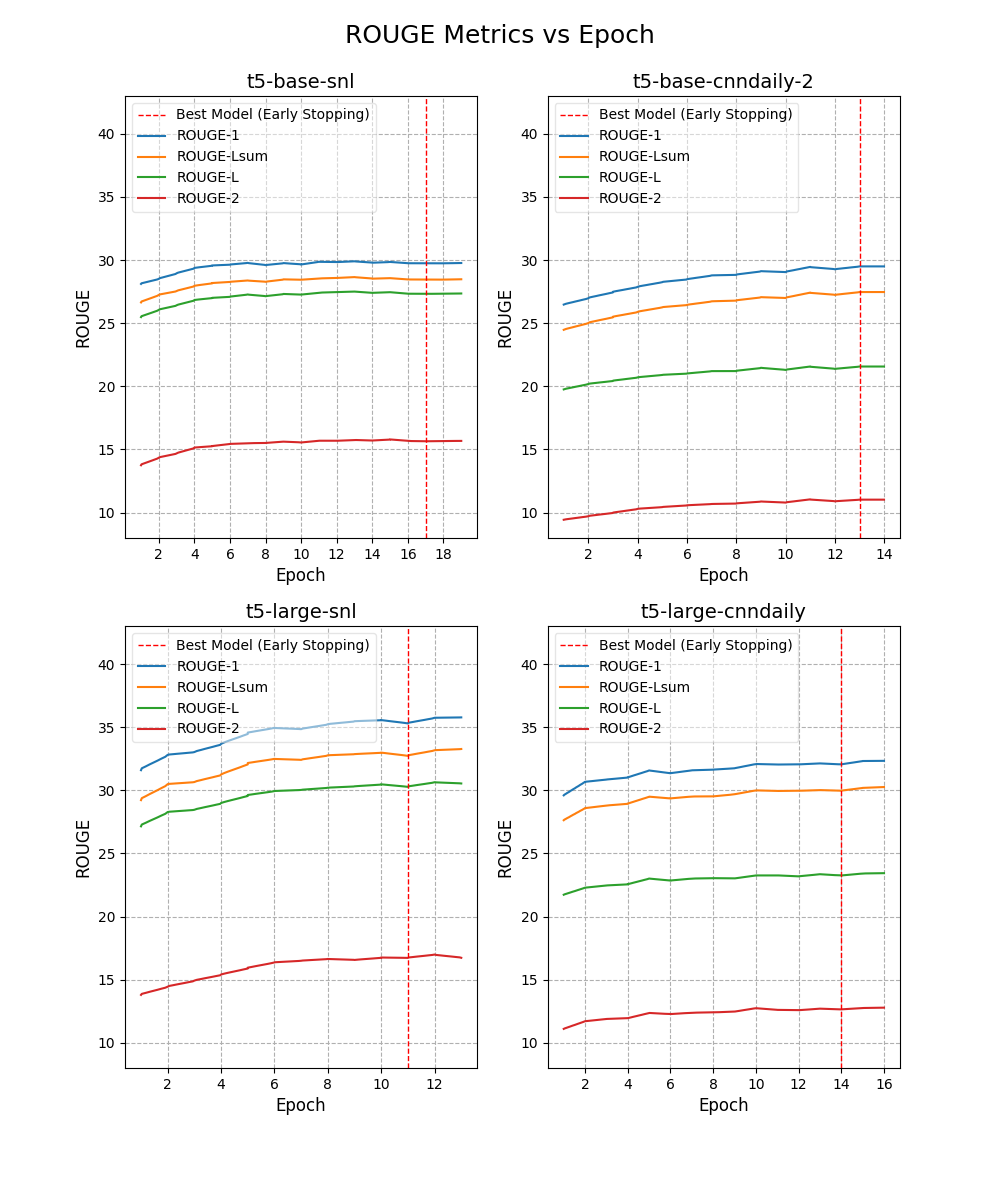 ROUGE Metrics vs Epoch
t5-base-snl
Best Model (Early Stopping)
ROUGE-1
ROUGE-Lsum
ROUGE-L
ROUGE-2
40
35
30
25
20
15
10
ROUGE
2 4 6 8 10 12 14 16 18
Epoch
t5-base-cnndaily-2
Best Model (Early Stopping)
ROUGE-1
ROUGE-Lsum
ROUGE-L
ROUGE-2
40
35
30
25
20
15
10
ROUGE
2 4 6 8 10 12 14
Epoch
t5-large-snl
Best Model (Early Stopping)
ROUGE-1
ROUGE-Lsum
ROUGE-L
ROUGE-2
40
35
30
25
20
15
10
ROUGE
2 4 6 8 10 12
Epoch
t5-large-cnndaily
Best Model (Early Stopping)
ROUGE-1
ROUGE-Lsum
ROUGE-L
ROUGE-2
40
35
30
25
20
15
10
ROUGE
2 4 6 8 10 12 14 16
Epoch